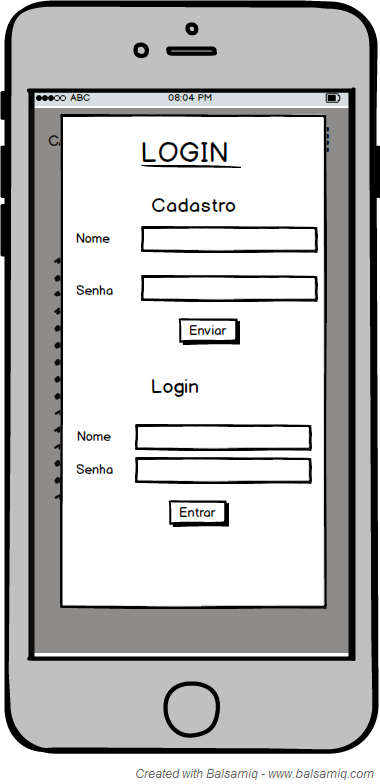 ABC 08:04 PM
LOGIN
Cadastro
Nome
Senha
Enviar
Login
Nome
Senha
Entrar
Created with Balsamiq - www.balsamiq.com